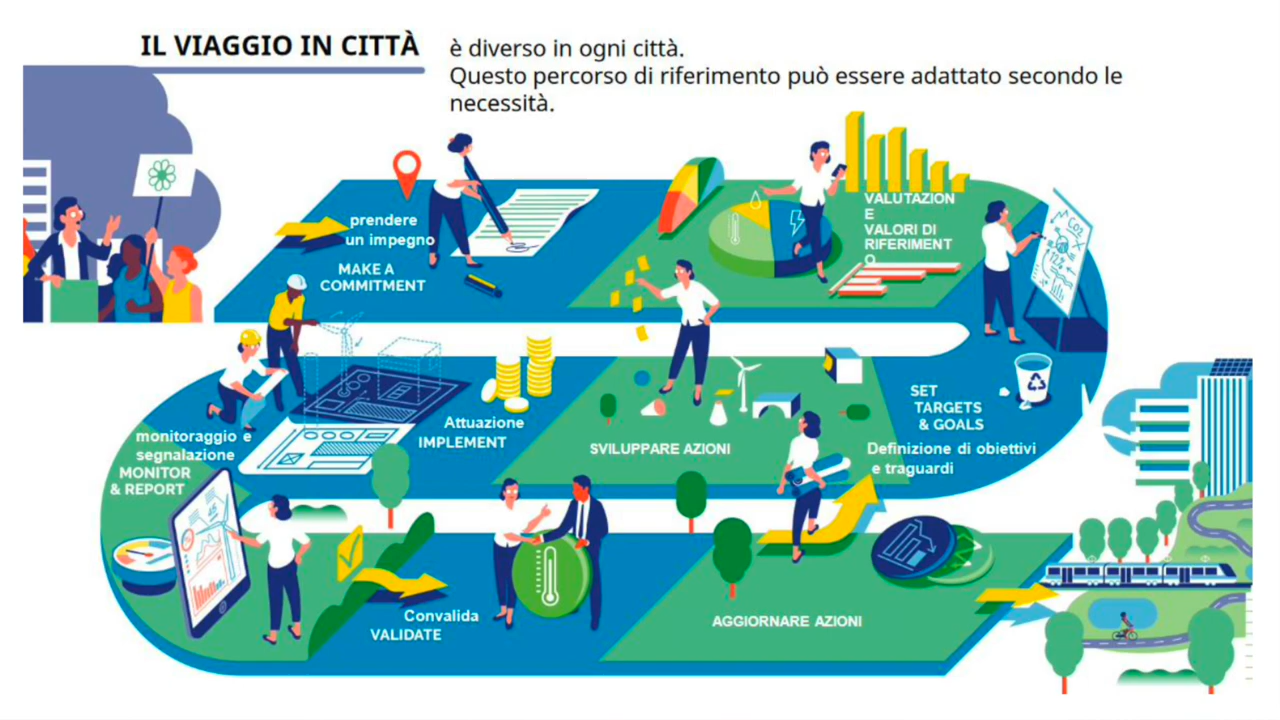 IL VIAGGIO IN CITTÀ
è diverso in ogni città.
Questo percorso di riferimento può essere adattato secondo le
necessità.
prendere
un impegno
MAKE A
COMMITMENT
VALUTAZION
E
VALORI DI
RIFERIMENT
O
CO2
12%
SET
TARGETS
& GOALS
Definizione di obiettivi
e traguardi
SVILUPPARE AZIONI
Attuazione
IMPLEMENT
monitoraggio e
segnalazione
MONITOR
& REPORT
Convalida
VALIDATE
AGGIORNARE AZIONI